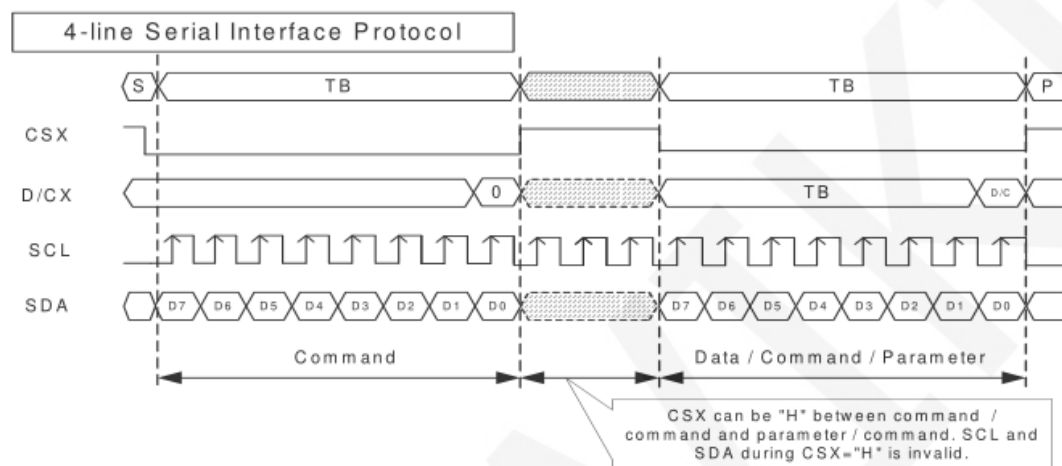 4-line Serial Interface Protocol
S TB TB P
CSX
D/CX 0 TB D/C
SCL
SDA D7 D6 D5 D4 D3 D2 D1 D0 D7 D6 D5 D4 D3 D2 D1 D0
Command Data / Command / Parameter
CSX can be "H" between command /
command and parameter / command. SCL and
SDA during CSX="H" is invalid.